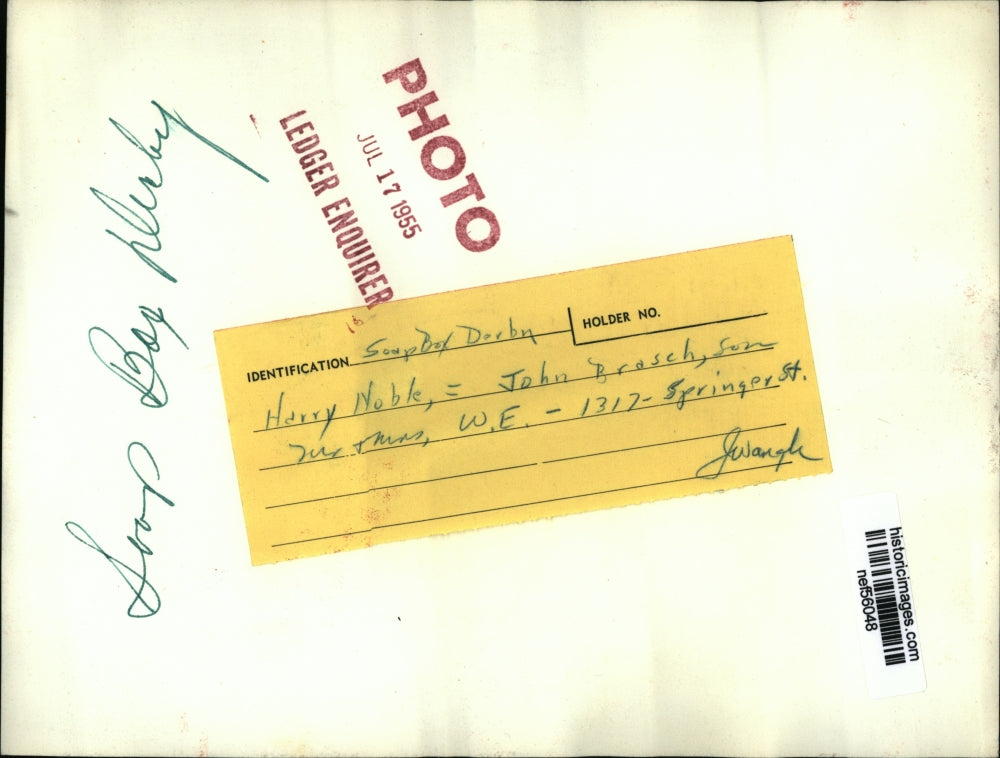 Soap Box Derby
PHOTO
JUL 17 1955
LEDGER ENQUIRER
IDENTIFICATION Soap Box Derby
HOLDER NO.
Harry Noble, = John Brasch, son
Mr + Mrs, W.E. - 1317 - Springer St.
historicimages.com
nef56048